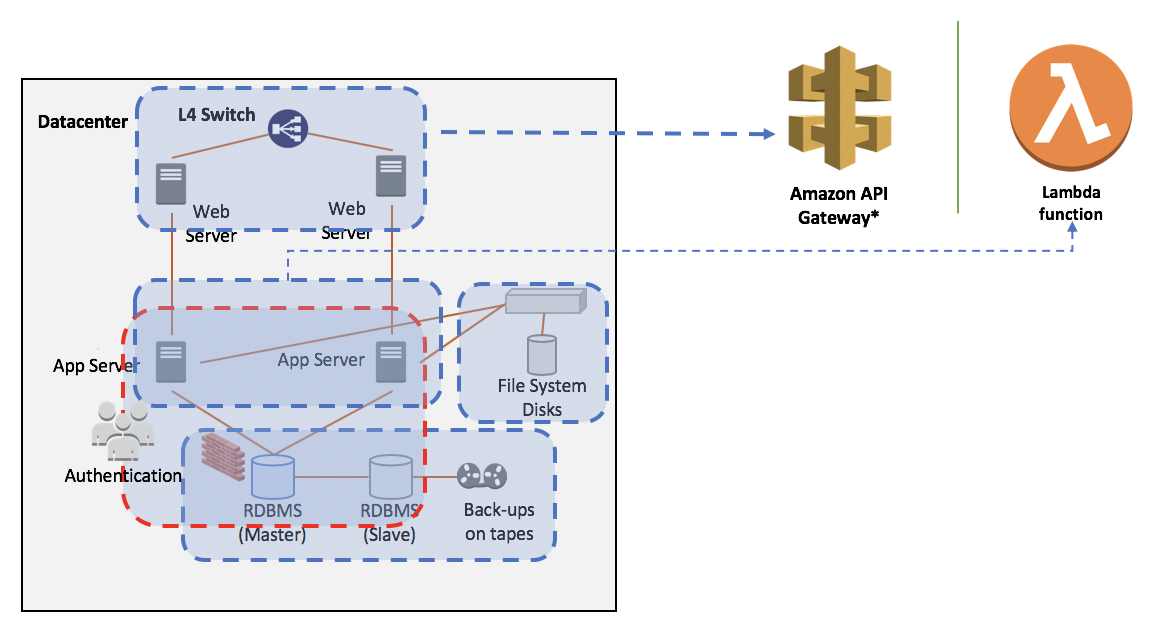 Datacenter
L4 Switch
Web
Server
Web
Server
App Server
App Server
File System
Disks
Authentication
RDBMS
(Master)
RDBMS
(Slave)
Back-ups
on tapes
Amazon API
Gateway*
Lambda
function